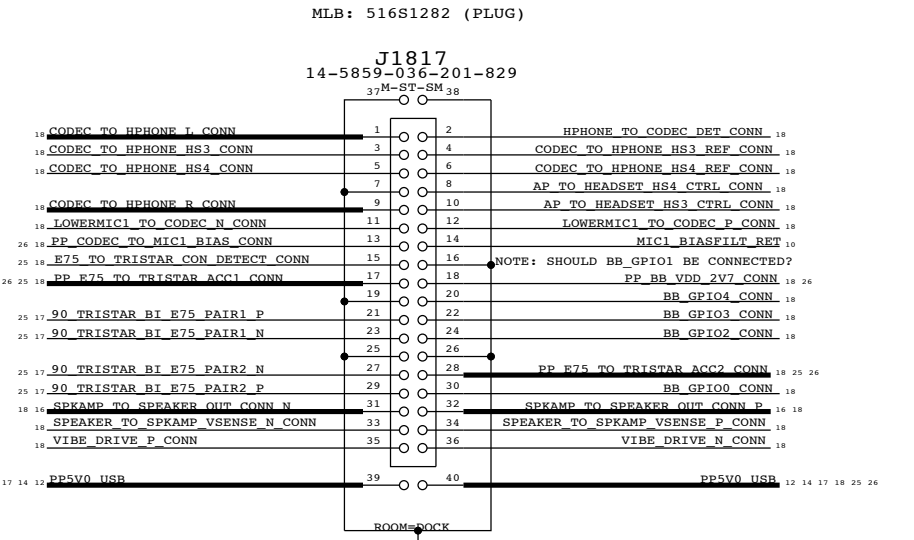 MLB: 516S1282 (PLUG)
J1817
14-5859-036-201-829
M-ST-SM
37 38
18 CODEC_TO_HPHONE_L_CONN 1 2 HPHONE_TO_CODEC_DET_CONN 18
18 CODEC_TO_HPHONE_HS3_CONN 3 4 CODEC_TO_HPHONE_HS3_REF_CONN 18
18 CODEC_TO_HPHONE_HS4_CONN 5 6 CODEC_TO_HPHONE_HS4_REF_CONN 18
7 8 AP_TO_HEADSET_HS4_CTRL_CONN 18
18 CODEC_TO_HPHONE_R_CONN 9 10 AP_TO_HEADSET_HS3_CTRL_CONN 18
18 LOWERMIC1_TO_CODEC_N_CONN 11 12 LOWERMIC1_TO_CODEC_P_CONN 18
26 18 PP_CODEC_TO_MIC1_BIAS_CONN 13 14 MIC1_BIASFILT_RET 10
25 18 E75_TO_TRISTAR_CON_DETECT_CONN 15 16 NOTE: SHOULD BB_GPIO1 BE CONNECTED?
26 25 18 PP_E75_TO_TRISTAR_ACC1_CONN 17 18 PP_BB_VDD_2V7_CONN 18 26
19 20 BB_GPIO4_CONN 18
25 17 90_TRISTAR_BI_E75_PAIR1_P 21 22 BB_GPIO3_CONN 18
25 17 90_TRISTAR_BI_E75_PAIR1_N 23 24 BB_GPIO2_CONN 18
25 26
25 17 90_TRISTAR_BI_E75_PAIR2_N 27 28 PP_E75_TO_TRISTAR_ACC2_CONN 18 25 26
25 17 90_TRISTAR_BI_E75_PAIR2_P 29 30 BB_GPIO0_CONN 18
18 16 SPKAMP_TO_SPEAKER_OUT_CONN_N 31 32 SPKAMP_TO_SPEAKER_OUT_CONN_P 16 18
18 SPEAKER_TO_SPKAMP_VSENSE_N_CONN 33 34 SPEAKER_TO_SPKAMP_VSENSE_P_CONN 18
18 VIBE_DRIVE_P_CONN 35 36 VIBE_DRIVE_N_CONN 18
17 14 12 PP5V0_USB 39 40 PP5V0_USB 12 14 17 18 25 26
ROOM=DOCK